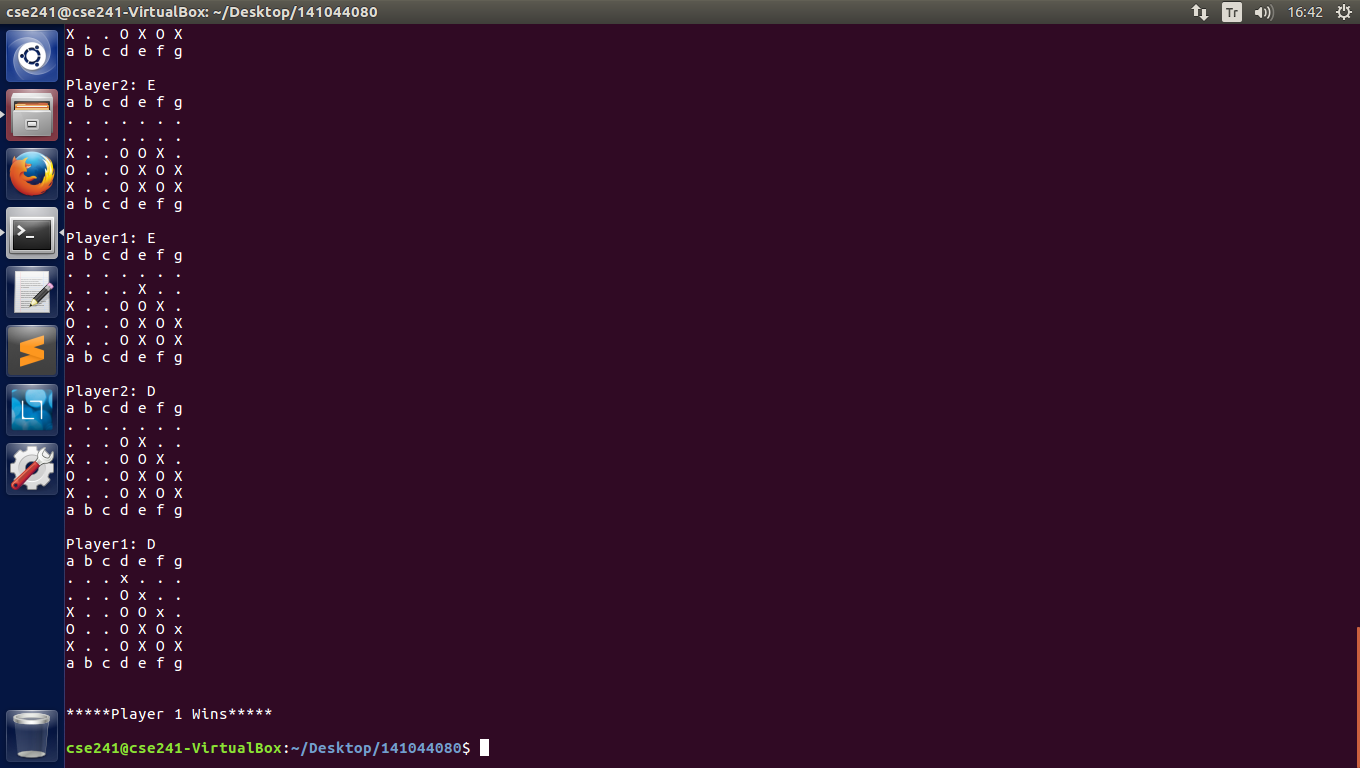 cse241@cse241-VirtualBox: ~/Desktop/141044080
Tr
16:42
X . . O X O X
a b c d e f g
Player2: E
a b c d e f g
. . . . . . .
. . . . . . .
X . . O O X .
O . . O X O X
X . . O X O X
a b c d e f g
Player1: E
a b c d e f g
. . . . . . .
. . . . X . .
X . . O O X .
O . . O X O X
X . . O X O X
a b c d e f g
Player2: D
a b c d e f g
. . . . . . .
. . . O X . .
X . . O O X .
O . . O X O X
X . . O X O X
a b c d e f g
Player1: D
a b c d e f g
. . . x . . .
. . . O x . .
X . . O O x .
O . . O X O x
X . . O X O X
a b c d e f g
*****Player 1 Wins*****
cse241@cse241-VirtualBox:~/Desktop/141044080$